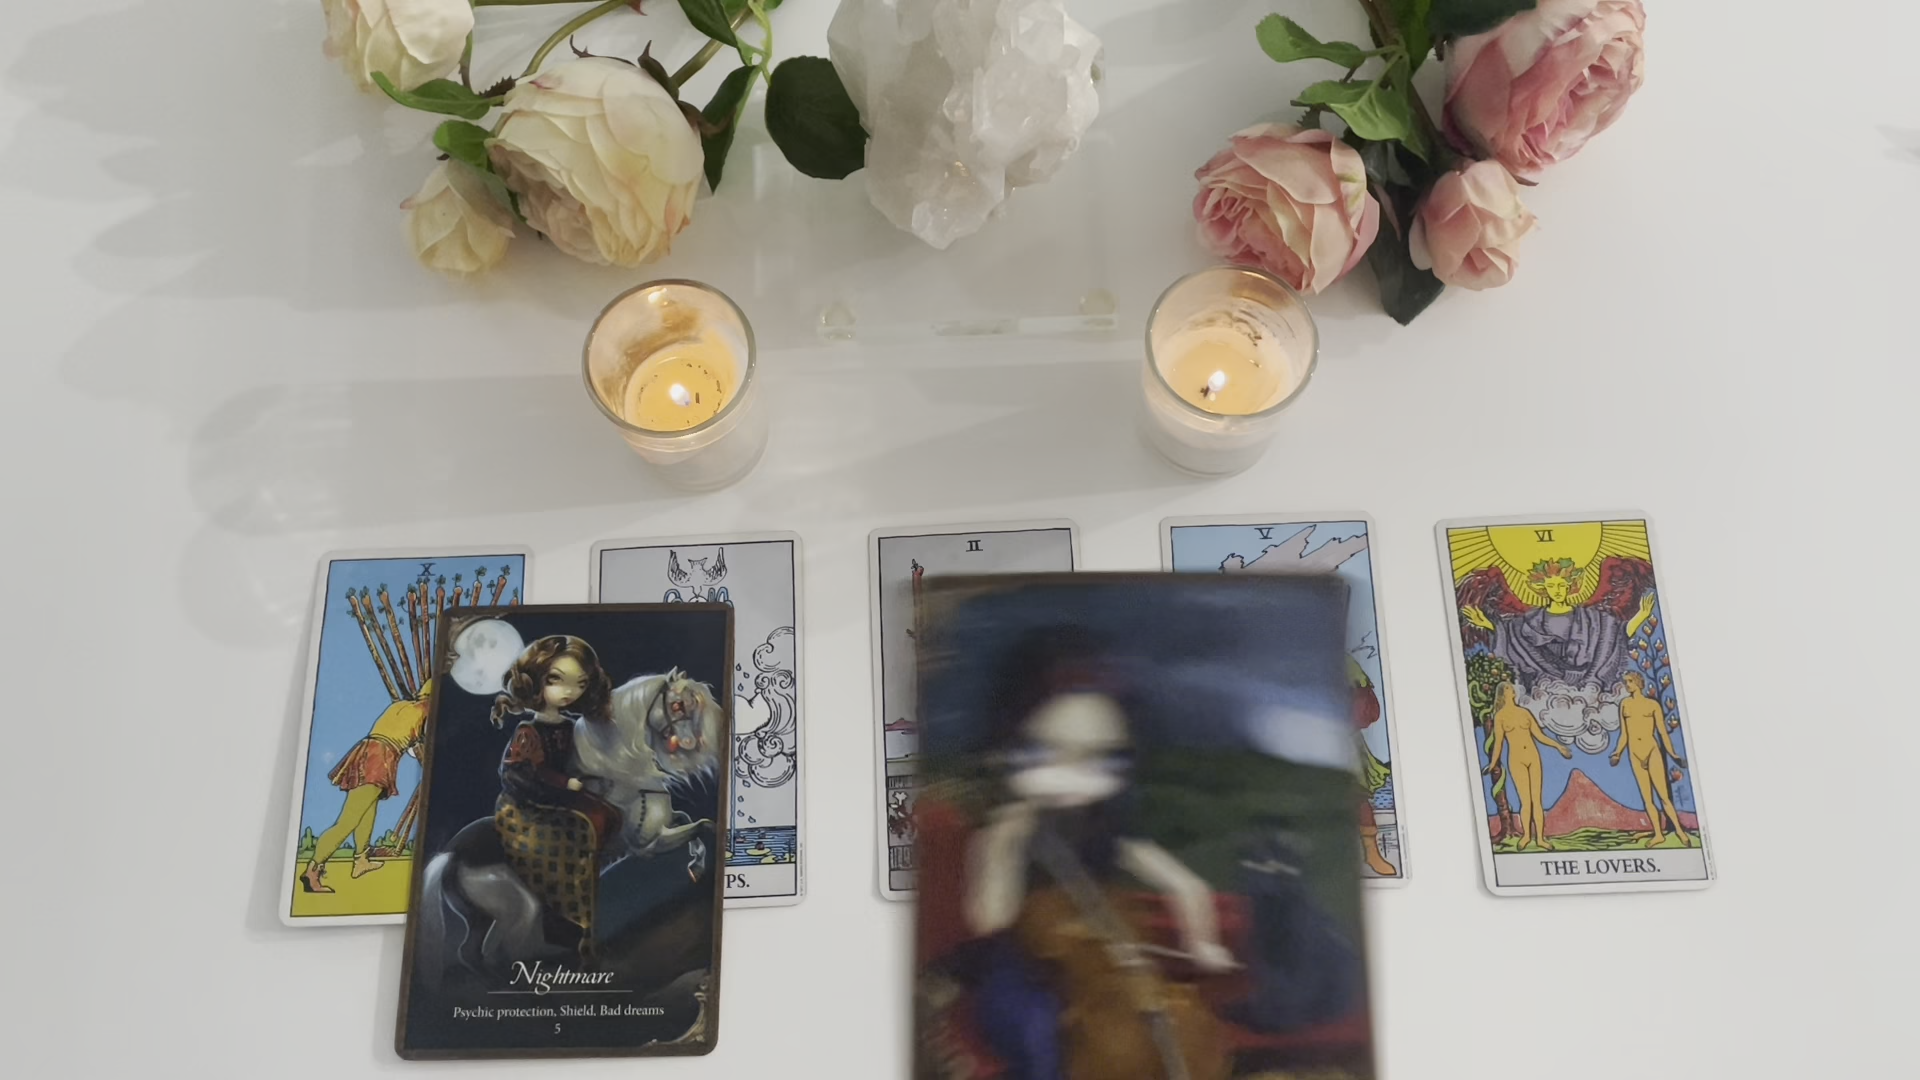 X
II
V
VI
PS.
THE LOVERS.
Nightmare
Psychic protection, Shield, Bad dreams
5